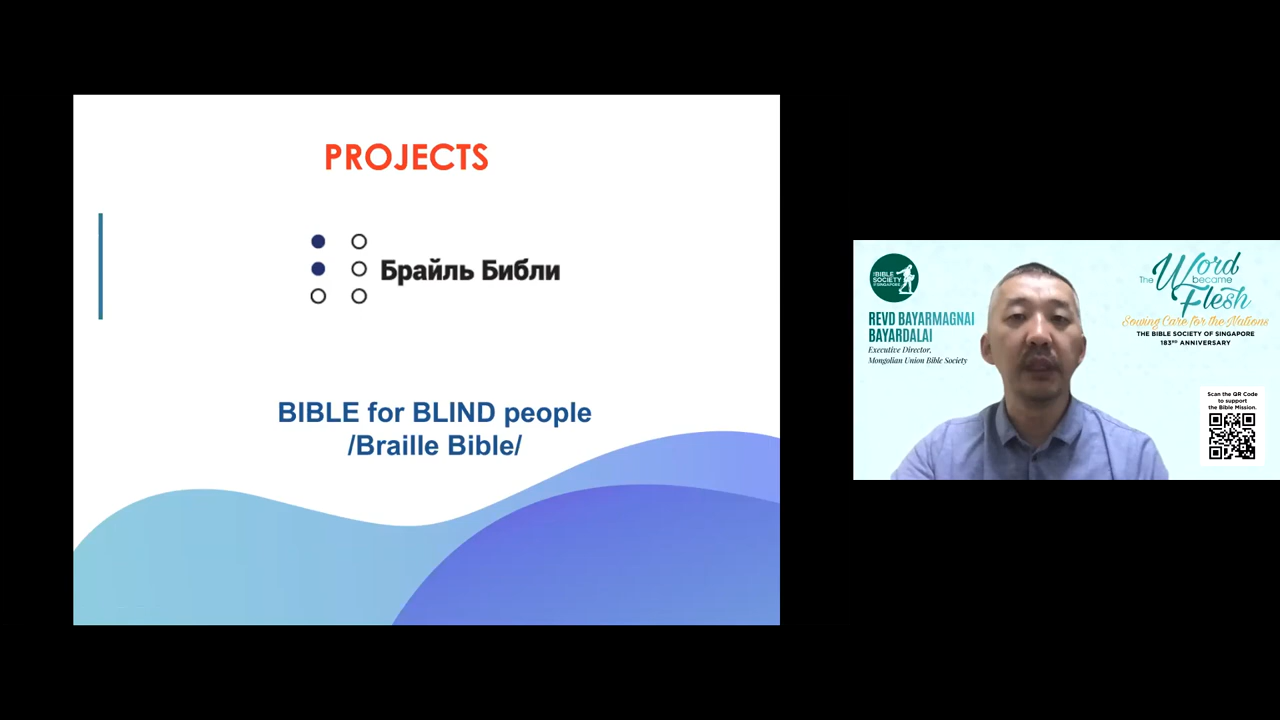 PROJECTS
Брайль Библи
BIBLE for BLIND people
/Braille Bible/
THE BIBLE
SOCIETY
OF SINGAPORE
REVD BAYARMAGNAI
BAYARDALAI
Executive Director,
Mongolian Union Bible Society
The Word
became
Flesh
Sowing Care for the Nations
THE BIBLE SOCIETY OF SINGAPORE
183RD ANNIVERSARY
Scan the QR Code
to support
the Bible Mission.